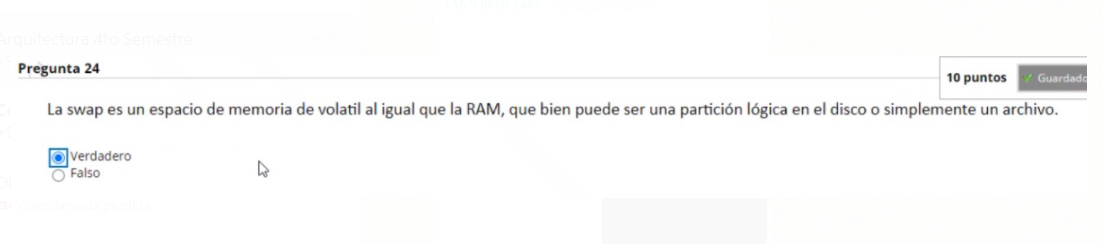 Arquitectura 4to Semestre
Pregunta 24
10 puntos
Guardado
La swap es un espacio de memoria de volatil al igual que la RAM, que bien puede ser una partición lógica en el disco o simplemente un archivo.
Verdadero
Falso